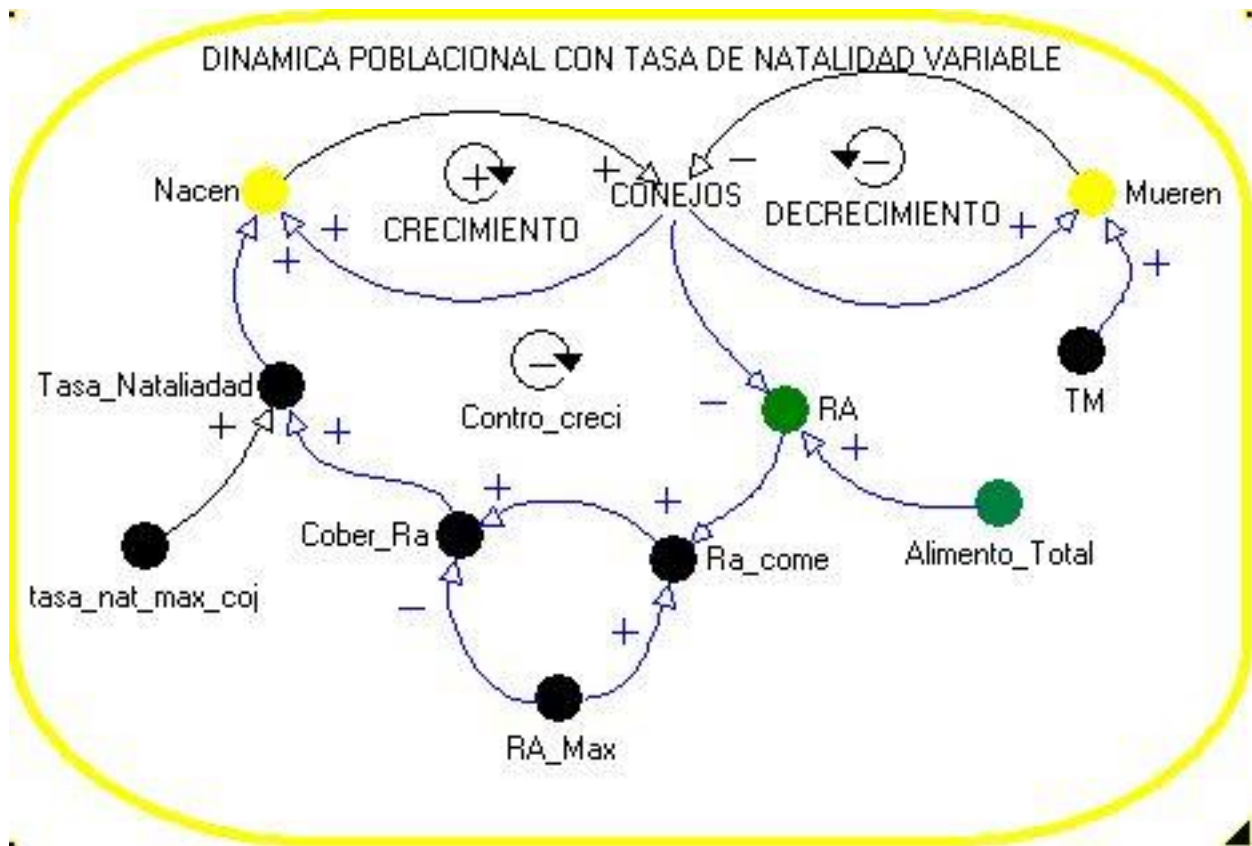 DINAMICA POBLACIONAL CON TASA DE NATALIDAD VARIABLE
Nacen
+
+
CONEJOS
−
−
Mueren
CRECIMIENTO
DECRECIMIENTO
+
+
+
+
−
Contro_creci
Tasa_Nataliadad
+
+
−
RA
+
TM
Cober_Ra
+
+
Ra_come
Alimento_Total
tasa_nat_max_coj
−
+
RA_Max